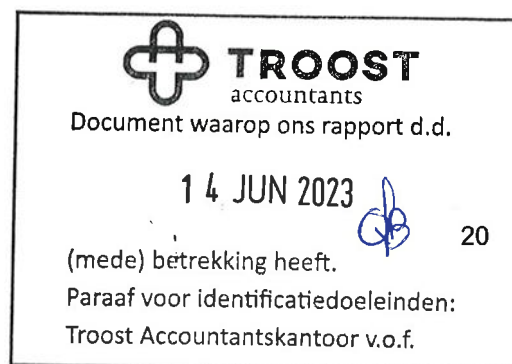 TROOST
accountants
Document waarop ons rapport d.d.
14 JUN 2023
20
(mede) betrekking heeft.
Paraaf voor identificatiedoeleinden:
Troost Accountantskantoor v.o.f.